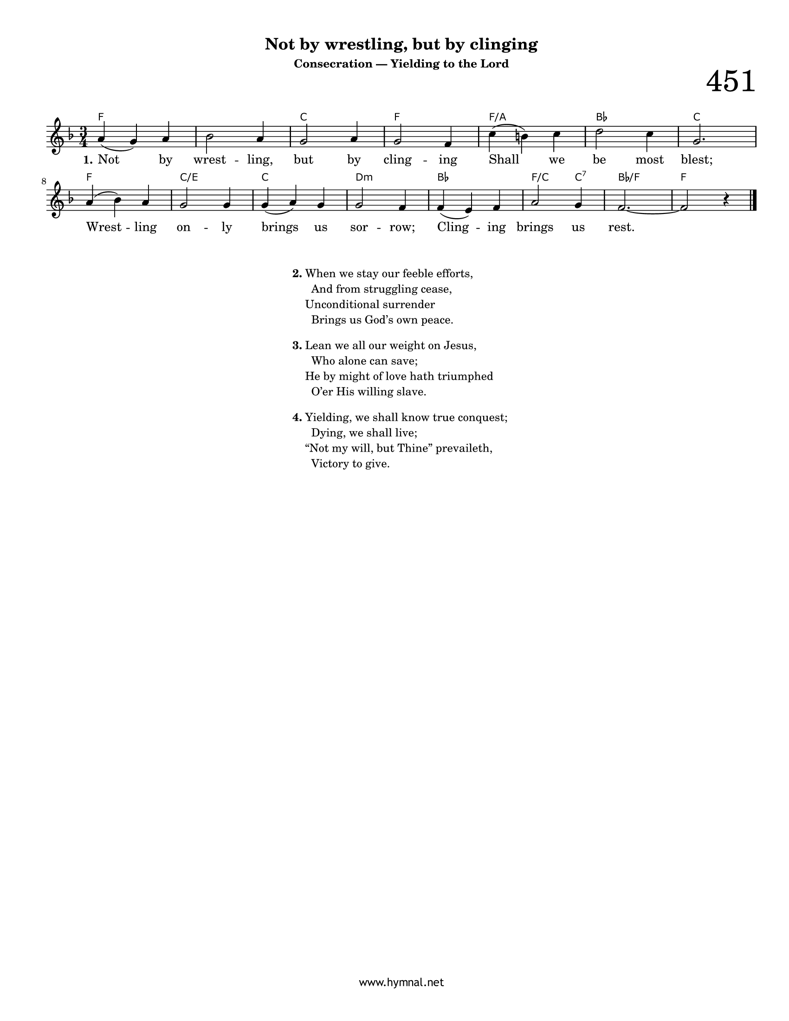 Not by wrestling, but by clinging
Consecration — Yielding to the Lord
451
F C F F/A B♭ C
1. Not by wrest - ling, but by cling - ing Shall we be most blest;
8
F C/E C Dm B♭ F/C C7 B♭/F F
Wrest - ling on - ly brings us sor - row; Cling - ing brings us rest.
2. When we stay our feeble efforts,
And from struggling cease,
Unconditional surrender
Brings us God’s own peace.
3. Lean we all our weight on Jesus,
Who alone can save;
He by might of love hath triumphed
O’er His willing slave.
4. Yielding, we shall know true conquest;
Dying, we shall live;
“Not my will, but Thine” prevaileth,
Victory to give.
www.hymnal.net